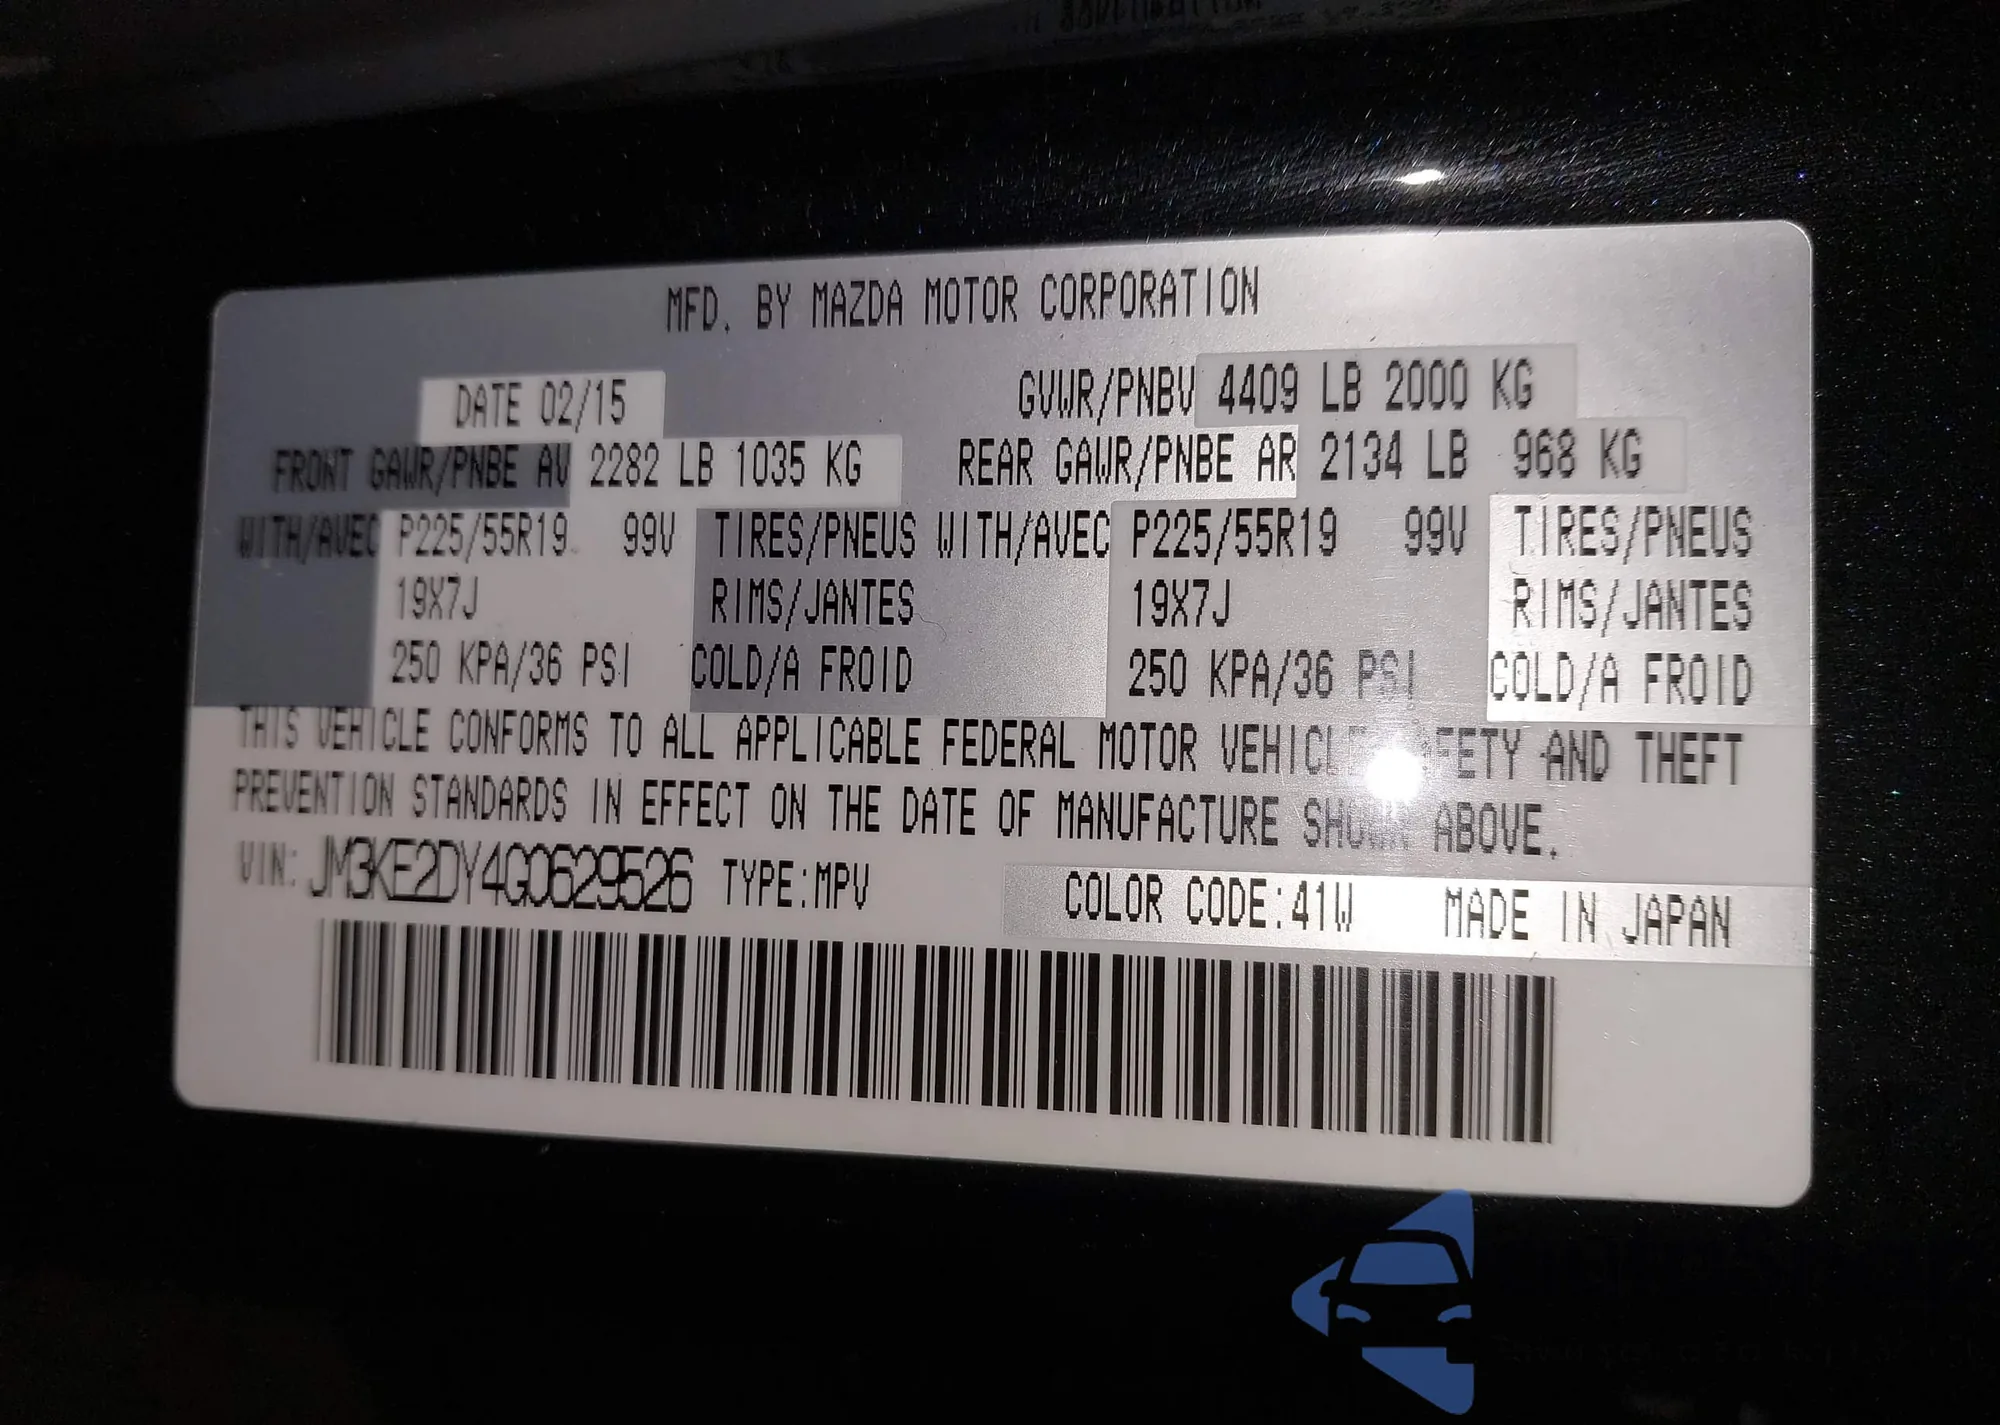 MFD. BY MAZDA MOTOR CORPORATION
DATE 02/15 GVWR/PNBV 4409 LB 2000 KG
FRONT GAWR/PNBE AV 2282 LB 1035 KG REAR GAWR/PNBE AR 2134 LB 968 KG
WITH/AVEC P225/55R19 99V TIRES/PNEUS WITH/AVEC P225/55R19 99V TIRES/PNEUS
19X7J RIMS/JANTES 19X7J RIMS/JANTES
250 KPA/36 PSI COLD/A FROID 250 KPA/36 PSI COLD/A FROID
THIS VEHICLE CONFORMS TO ALL APPLICABLE FEDERAL MOTOR VEHICLE SAFETY AND THEFT
PREVENTION STANDARDS IN EFFECT ON THE DATE OF MANUFACTURE SHOWN ABOVE.
VIN: JM3KE2DY4G0629526 TYPE:MPV COLOR CODE:41W MADE IN JAPAN